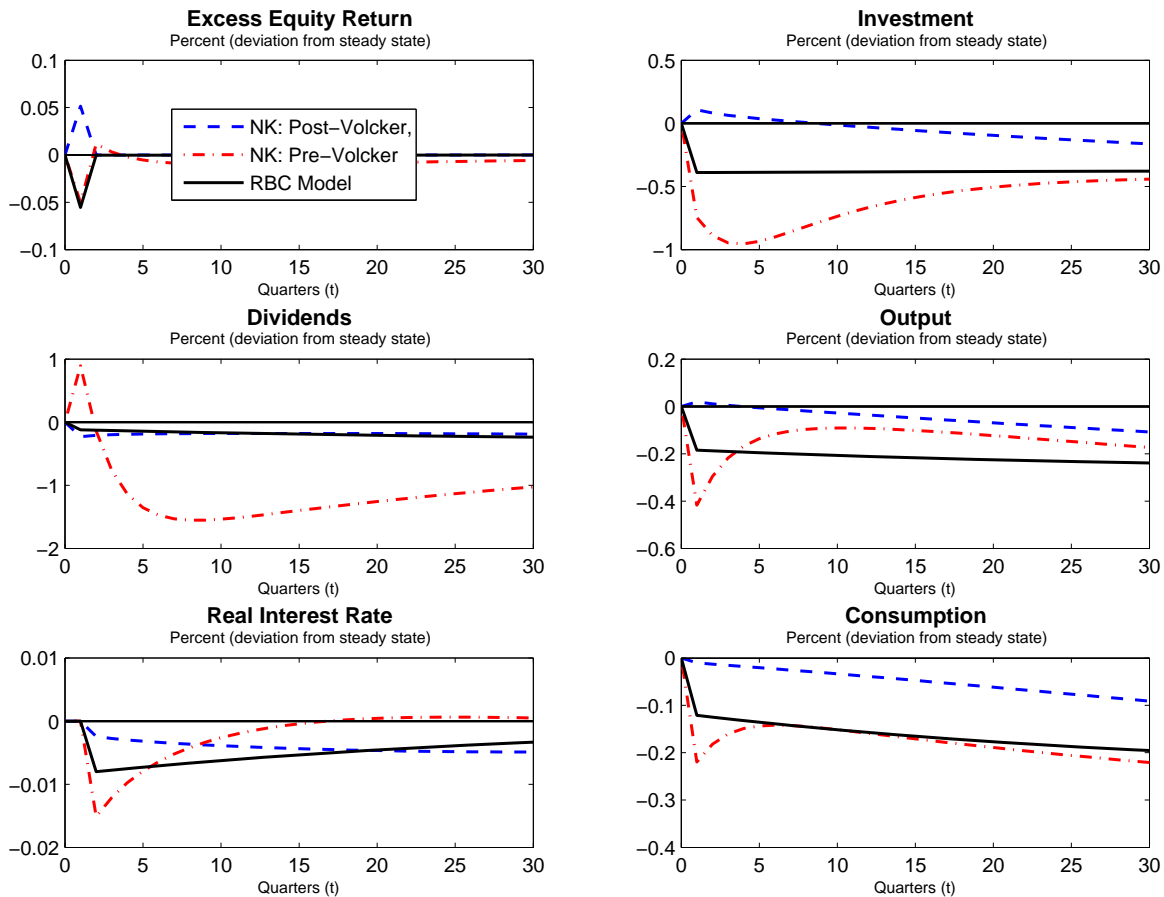 Excess Equity Return
Percent (deviation from steady state)
0.1
0.05
0
−0.05
−0.1
NK: Post−Volcker,
NK: Pre−Volcker
RBC Model
0 5 10 15 20 25 30
Quarters (t)
Investment
Percent (deviation from steady state)
0.5
0
−0.5
−1
0 5 10 15 20 25 30
Quarters (t)
Dividends
Percent (deviation from steady state)
1
0
−1
−2
0 5 10 15 20 25 30
Quarters (t)
Output
Percent (deviation from steady state)
0.2
0
−0.2
−0.4
−0.6
0 5 10 15 20 25 30
Quarters (t)
Real Interest Rate
Percent (deviation from steady state)
0.01
0
−0.01
−0.02
0 5 10 15 20 25 30
Quarters (t)
Consumption
Percent (deviation from steady state)
0
−0.1
−0.2
−0.3
−0.4
0 5 10 15 20 25 30
Quarters (t)